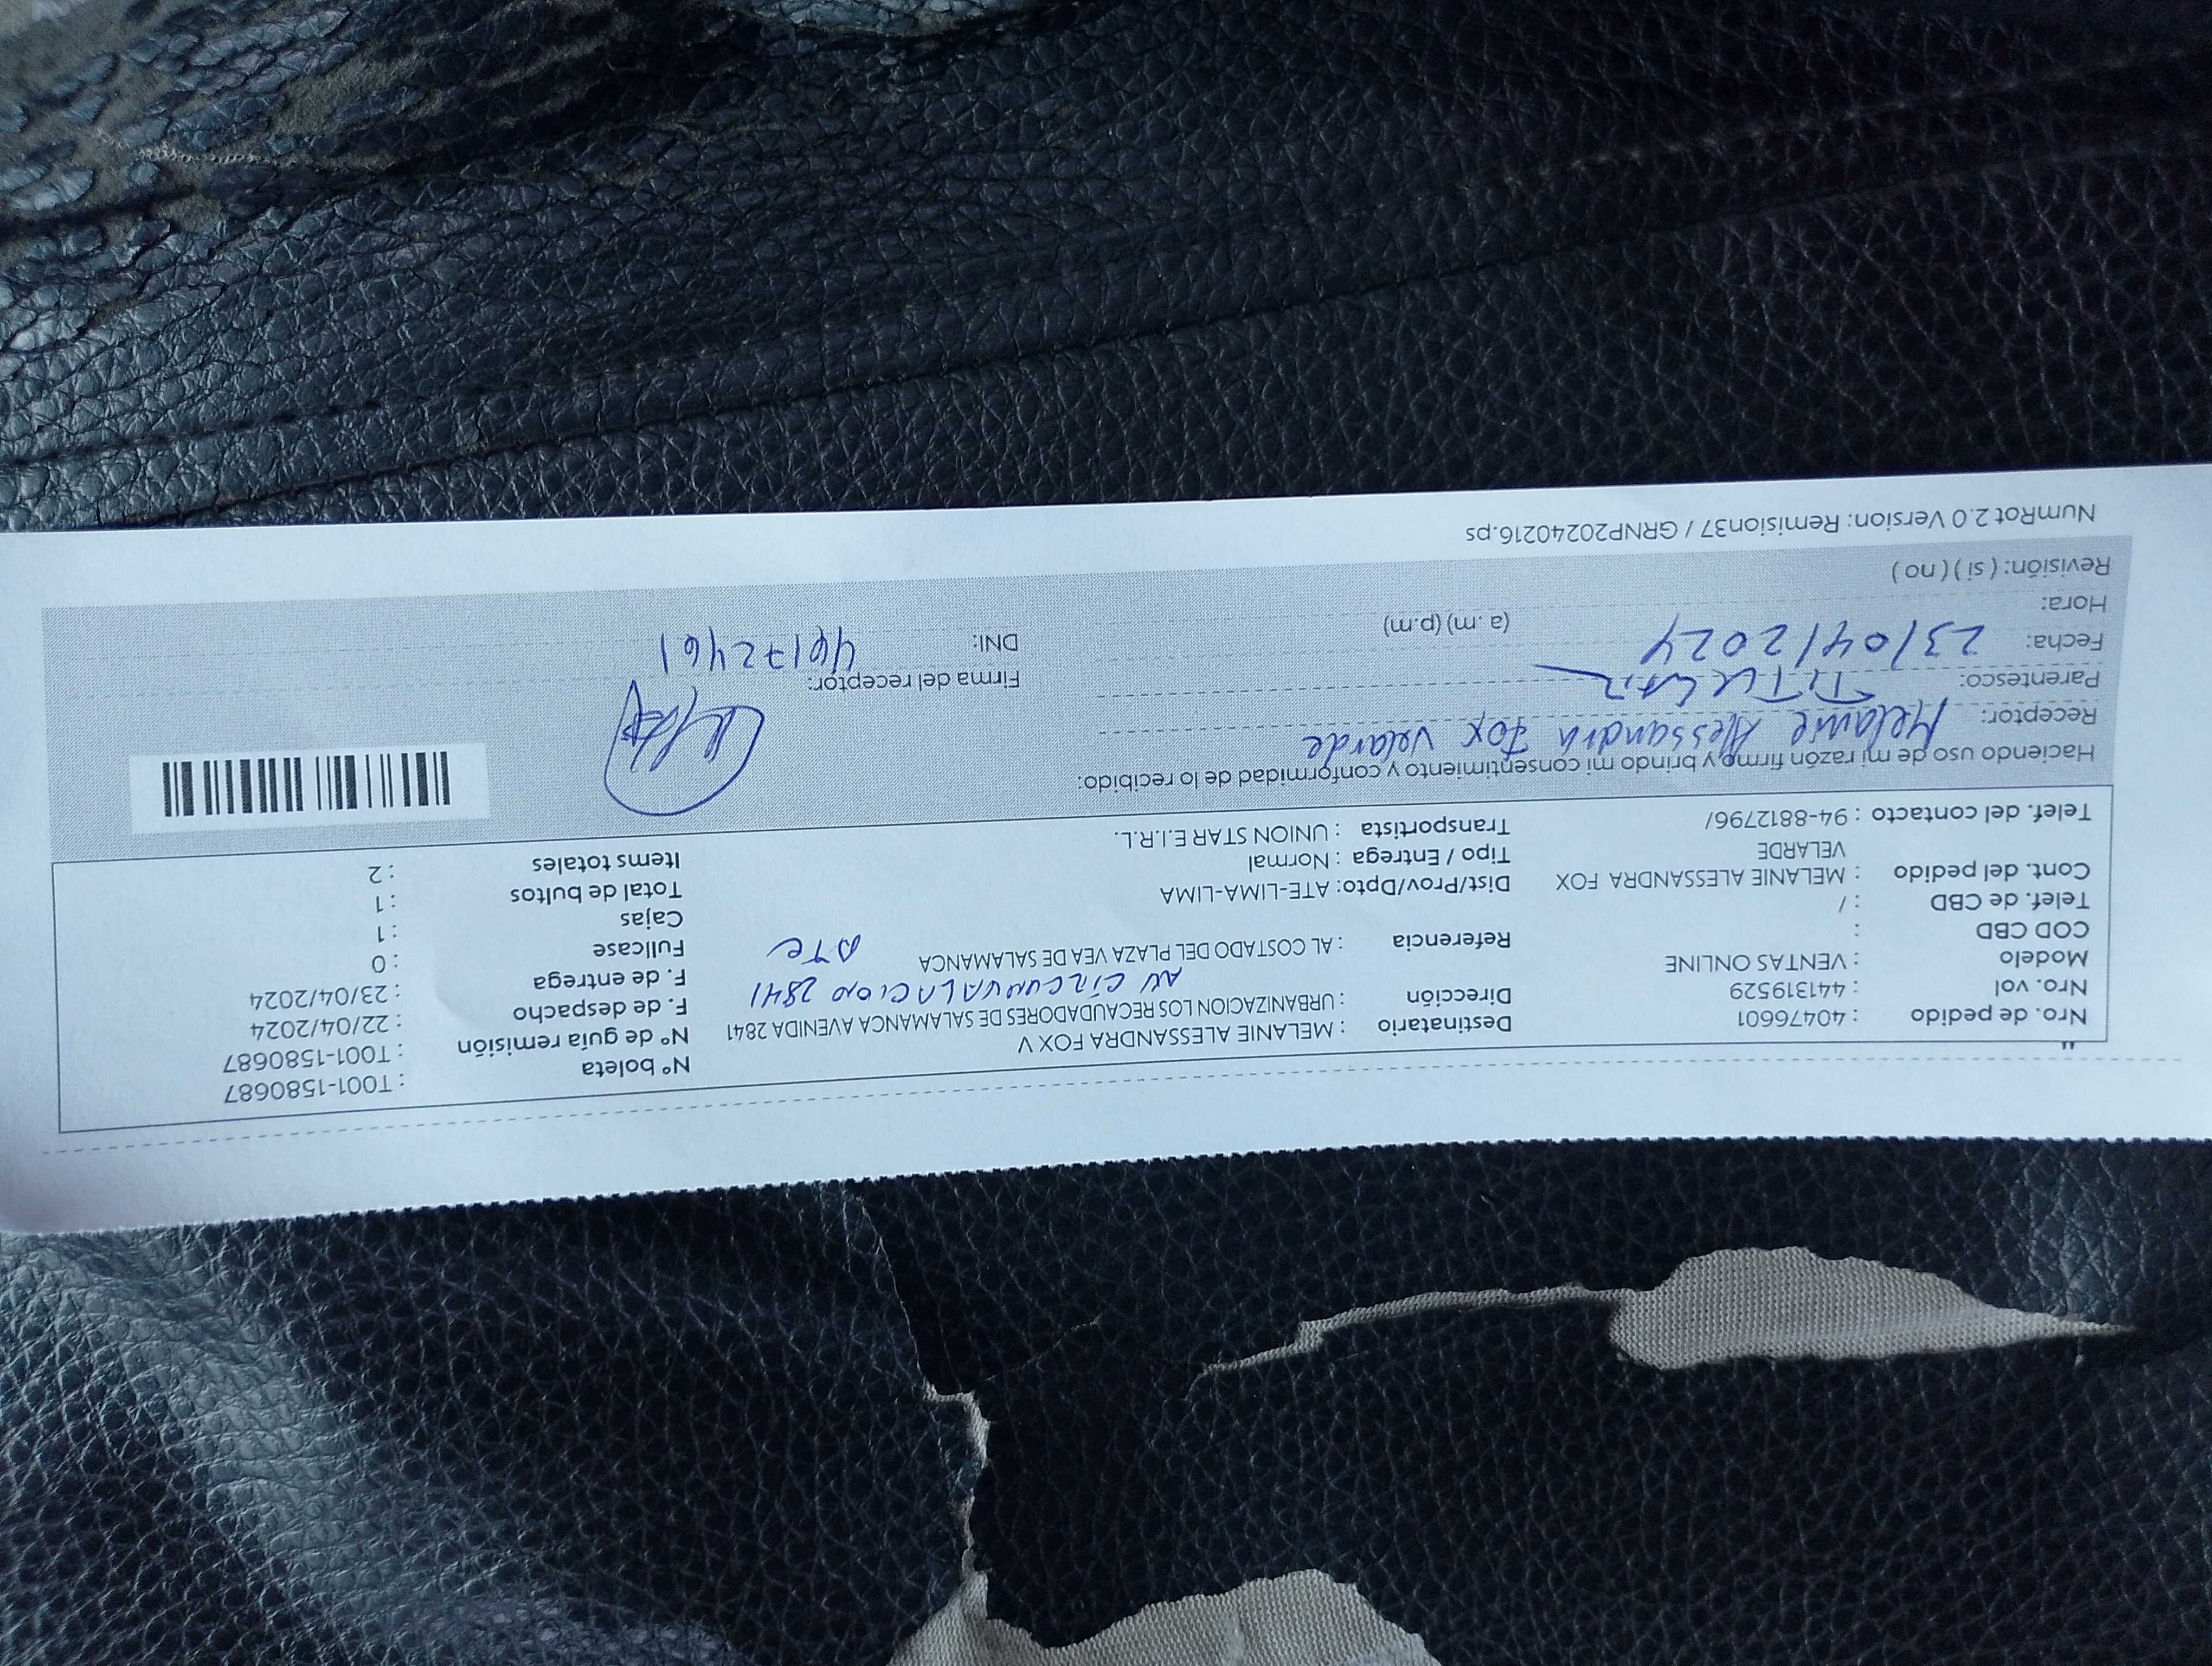 Nro. de pedido : 40476601
Nro. vol : 441319529
Modelo : VENTAS ONLINE
COD CBD :
Telef. de CBD : /
Cont. del pedido : MELANIE ALESSANDRA FOX
VELARDE
Telef. del contacto : 94-8812796/
Destinatario : MELANIE ALESSANDRA FOX V
Dirección : URBANIZACION LOS RECAUDADORES DE SALAMANCA AVENIDA 2841
AV CIRCUNVALACION 2841
Referencia : AL COSTADO DEL PLAZA VEA DE SALAMANCA
ATE
Dist/Prov/Dpto: ATE-LIMA-LIMA
Tipo / Entrega : Normal
Transportista : UNION STAR E.I.R.L.
N° boleta : T001-1580687
N° de guía remisión : T001-1580687
F. de despacho : 22/04/2024
F. de entrega : 23/04/2024
Fullcase : 0
Cajas : 1
Total de bultos : 1
Items totales : 2
Haciendo uso de mi razón firmo y brindo mi consentimiento y conformidad de lo recibido:
Receptor: Melanie Alessandra Fox Velarde
Parentesco: Titular
Fecha: 23/04/2024
Hora: (a. m) (p.m)
Revisión: ( si ) ( no )
Firma del receptor:
DNI: 46172461
NumRot 2.0 Version: Remision37 / GRNP20240216.ps